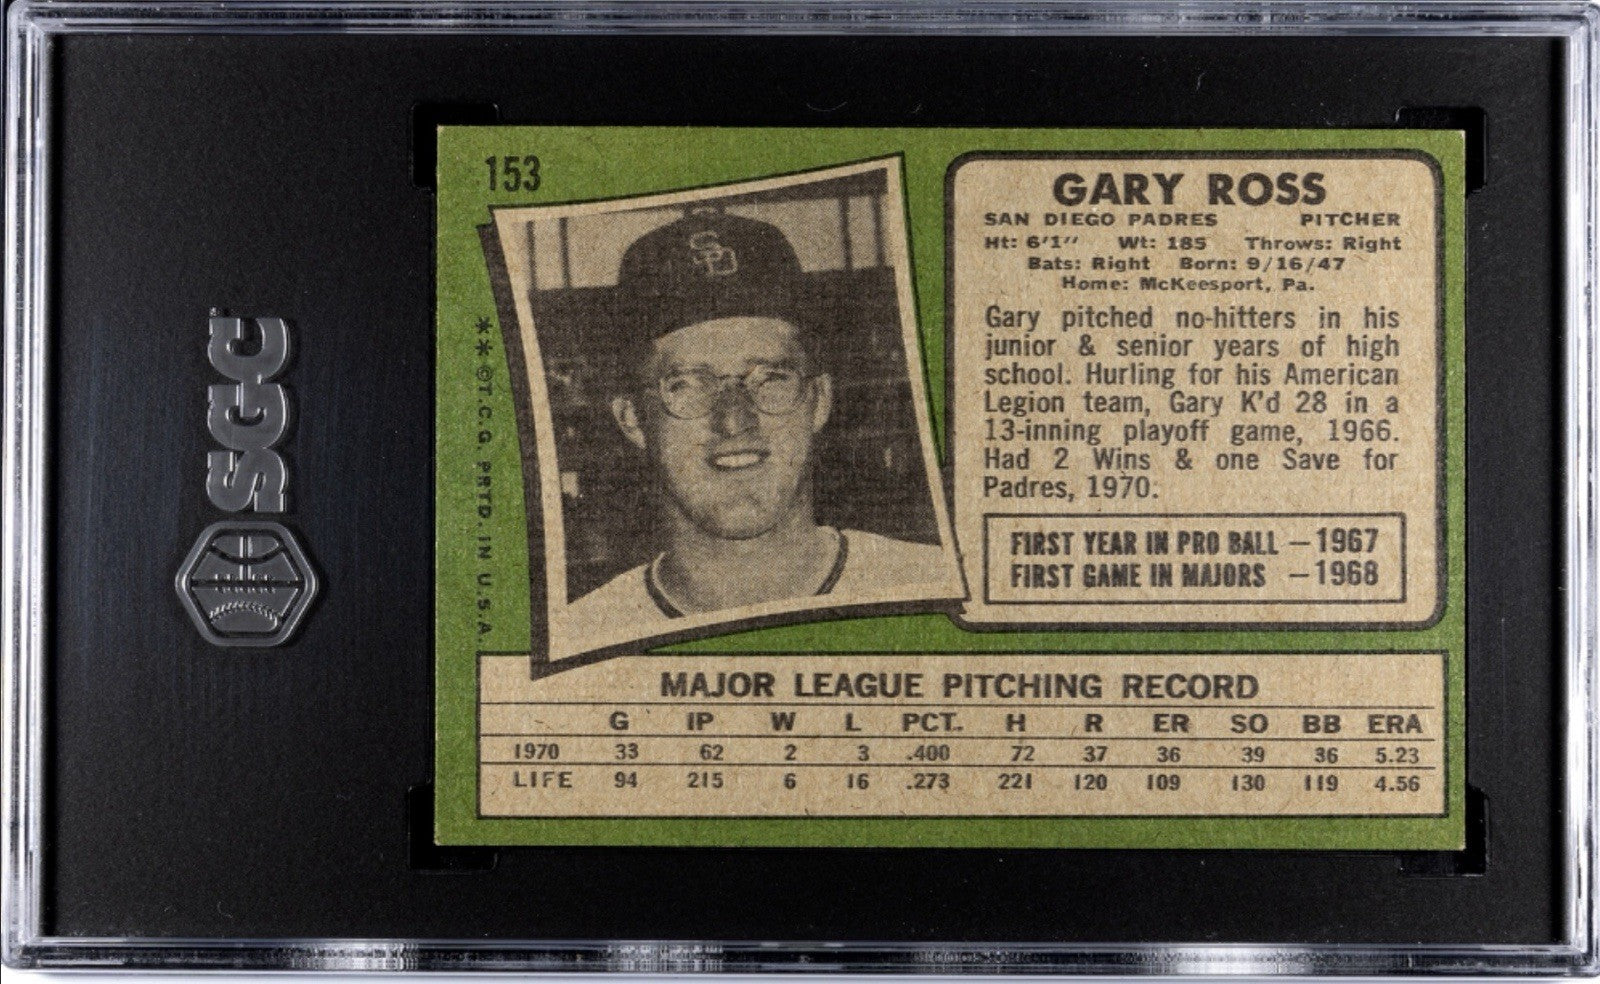 SGC
153
SD
* * © T.C.G. PRTD. IN U.S.A.
GARY ROSS
SAN DIEGO PADRES PITCHER
Ht: 6'1" Wt: 185 Throws: Right
Bats: Right Born: 9/16/47
Home: McKeesport, Pa.
Gary pitched no-hitters in his
junior & senior years of high
school. Hurling for his American
Legion team, Gary K'd 28 in a
13-inning playoff game, 1966.
Had 2 Wins & one Save for
Padres, 1970.
FIRST YEAR IN PRO BALL — 1967
FIRST GAME IN MAJORS — 1968
MAJOR LEAGUE PITCHING RECORD
G IP W L PCT. H R ER SO BB ERA
1970 33 62 2 3 .400 72 37 36 39 36 5.23
LIFE 94 215 6 16 .273 221 120 109 130 119 4.56